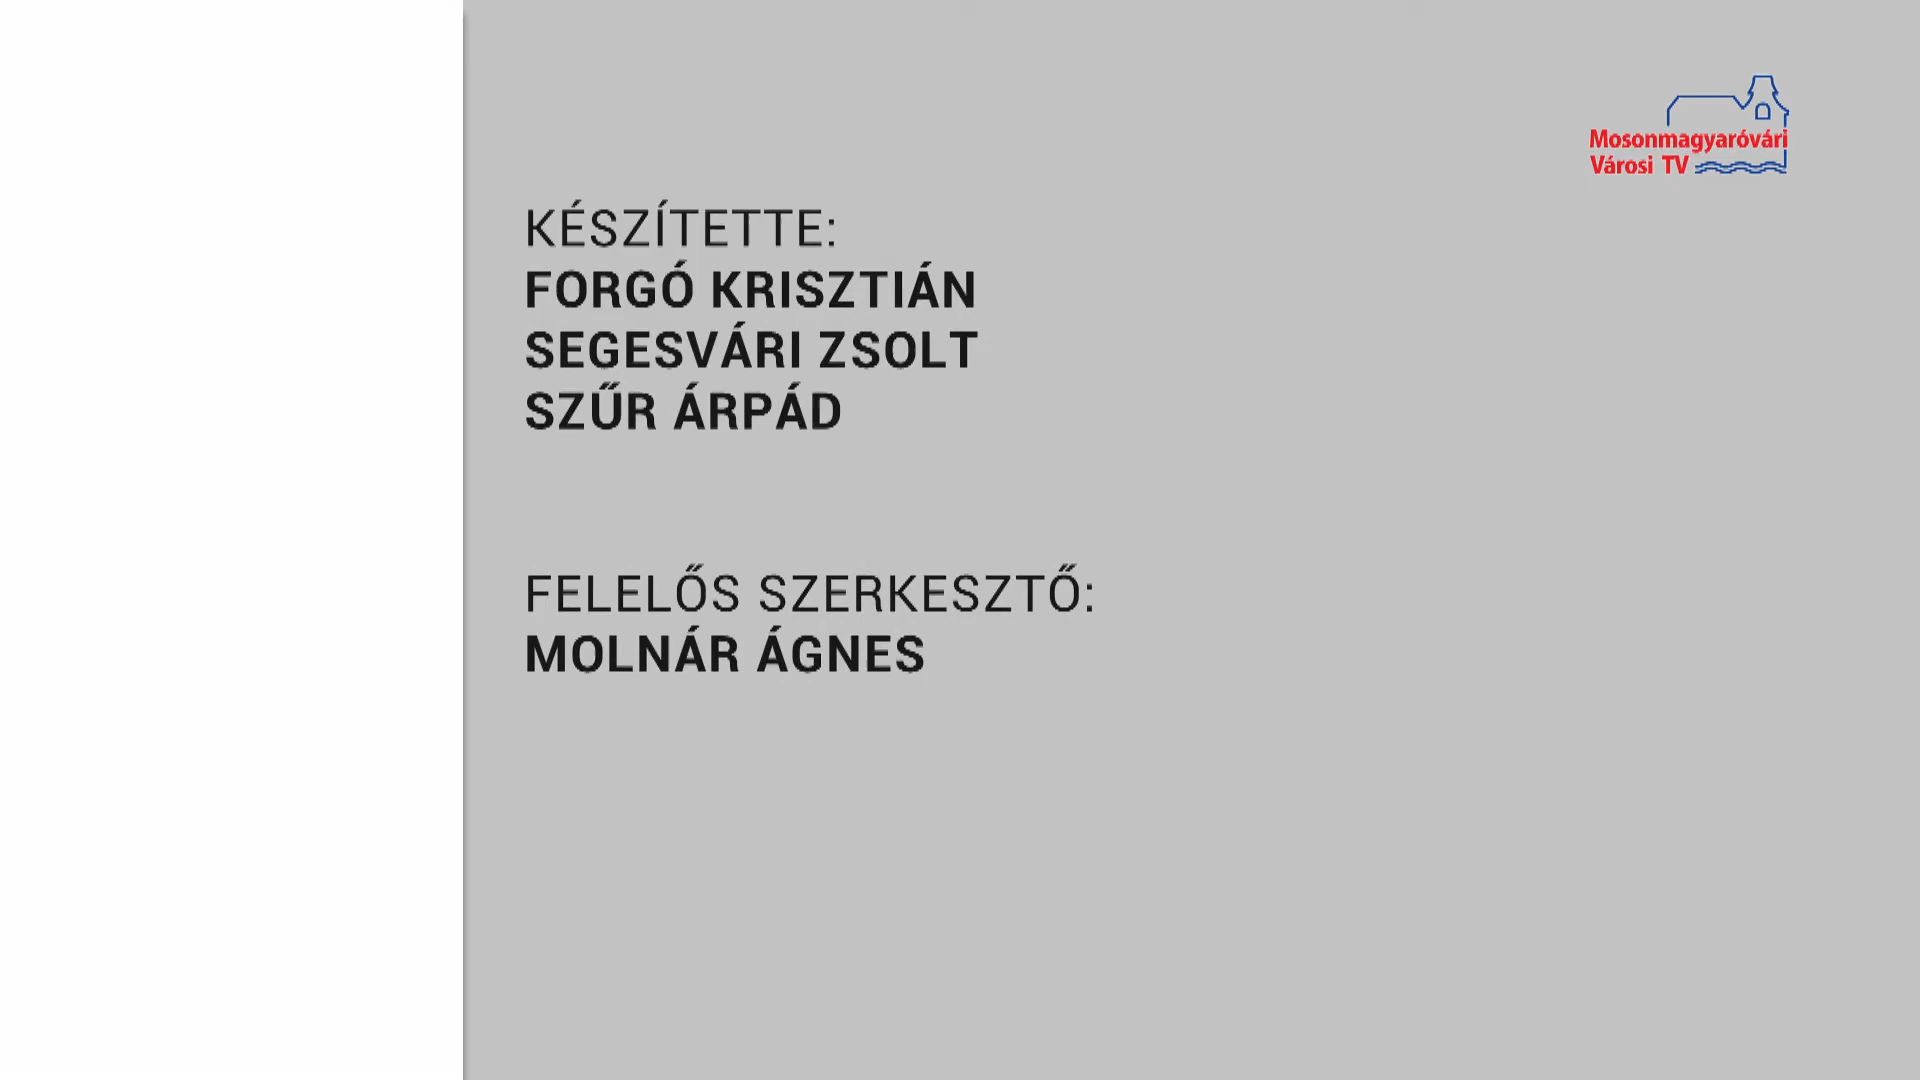 Mosonmagyaróvári
Városi TV
KÉSZÍTETTE:
FORGÓ KRISZTIÁN
SEGESVÁRI ZSOLT
SZŰR ÁRPÁD
FELELŐS SZERKESZTŐ:
MOLNÁR ÁGNES